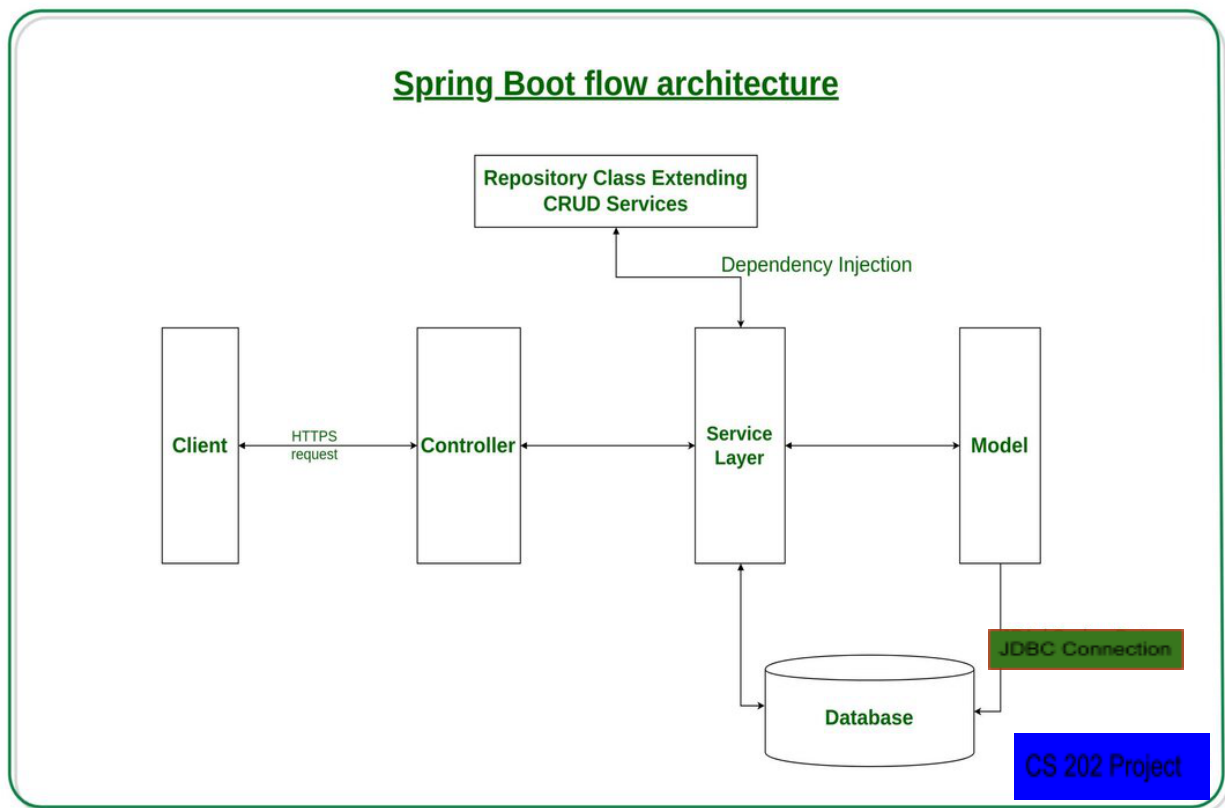 Spring Boot flow architecture
Repository Class Extending
CRUD Services
Dependency Injection
Client
HTTPS
request
Controller
Service
Layer
Model
JDBC Connection
Database
CS 202 Project